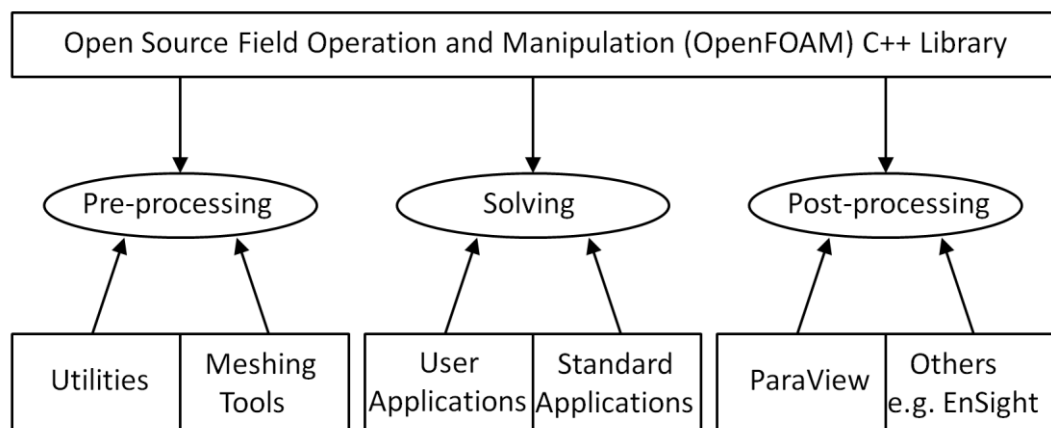 Open Source Field Operation and Manipulation (OpenFOAM) C++ Library
Pre-processing
Solving
Post-processing
Utilities
Meshing
Tools
User
Applications
Standard
Applications
ParaView
Others
e.g. EnSight